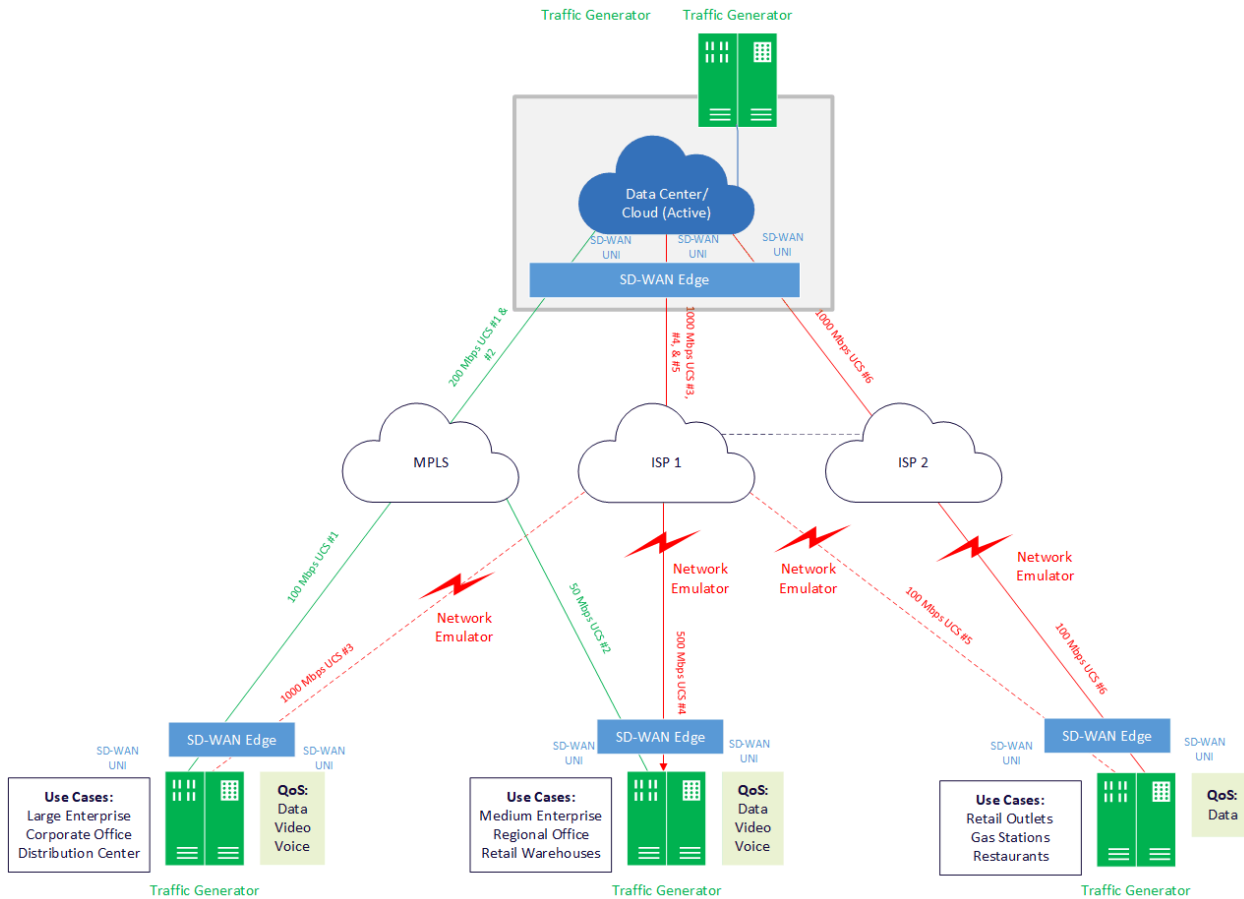 Traffic Generator
Traffic Generator
Data Center/
Cloud (Active)
SD-WAN
UNI
SD-WAN
UNI
SD-WAN
UNI
SD-WAN Edge
200 Mbps UCS #1 &
#2
1000 Mbps UCS #3,
#4, & #5
1000 Mbps UCS #6
MPLS
ISP 1
ISP 2
100 Mbps UCS #1
1000 Mbps UCS #3
Network
Emulator
50 Mbps UCS #2
Network
Emulator
500 Mbps UCS #4
Network
Emulator
100 Mbps UCS #5
Network
Emulator
100 Mbps UCS #6
SD-WAN Edge
SD-WAN
UNI
SD-WAN
UNI
Use Cases:
Large Enterprise
Corporate Office
Distribution Center
QoS:
Data
Video
Voice
Traffic Generator
SD-WAN Edge
SD-WAN
UNI
SD-WAN
UNI
Use Cases:
Medium Enterprise
Regional Office
Retail Warehouses
QoS:
Data
Video
Voice
Traffic Generator
SD-WAN Edge
SD-WAN
UNI
SD-WAN
UNI
Use Cases:
Retail Outlets
Gas Stations
Restaurants
QoS:
Data
Traffic Generator